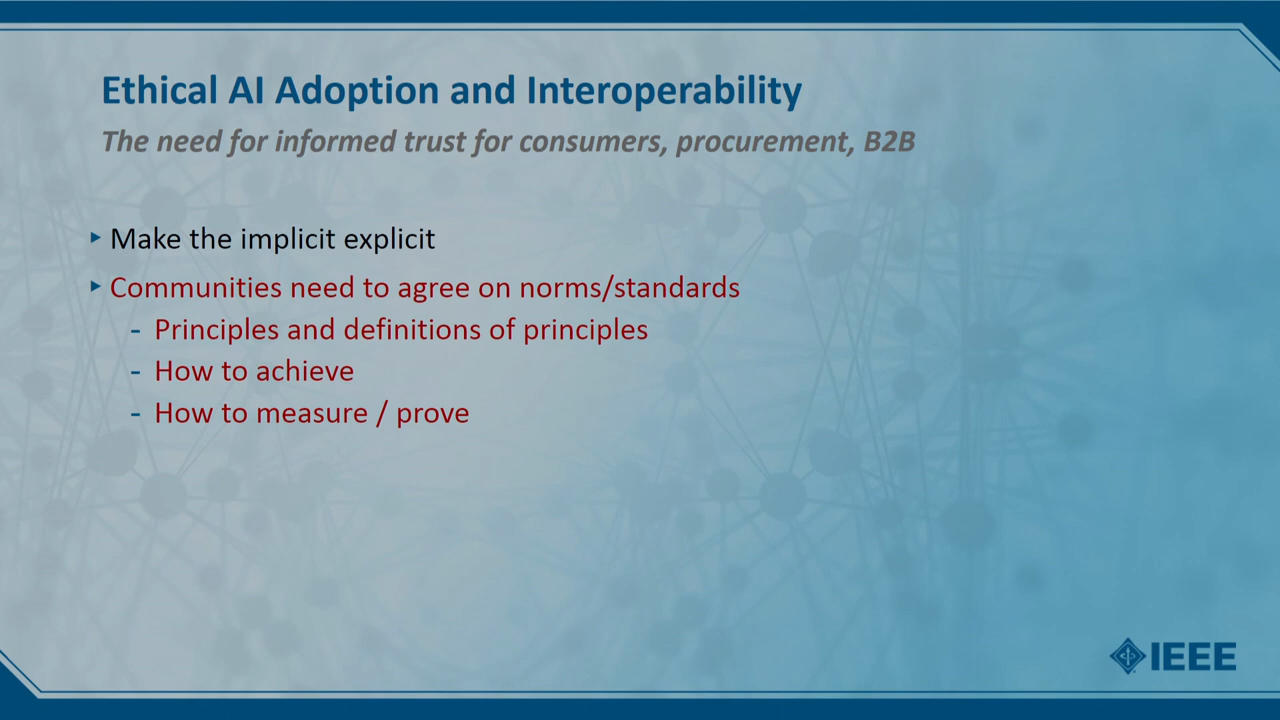 Ethical AI Adoption and Interoperability
The need for informed trust for consumers, procurement, B2B
▸ Make the implicit explicit
▸ Communities need to agree on norms/standards
- Principles and definitions of principles
- How to achieve
- How to measure / prove
IEEE